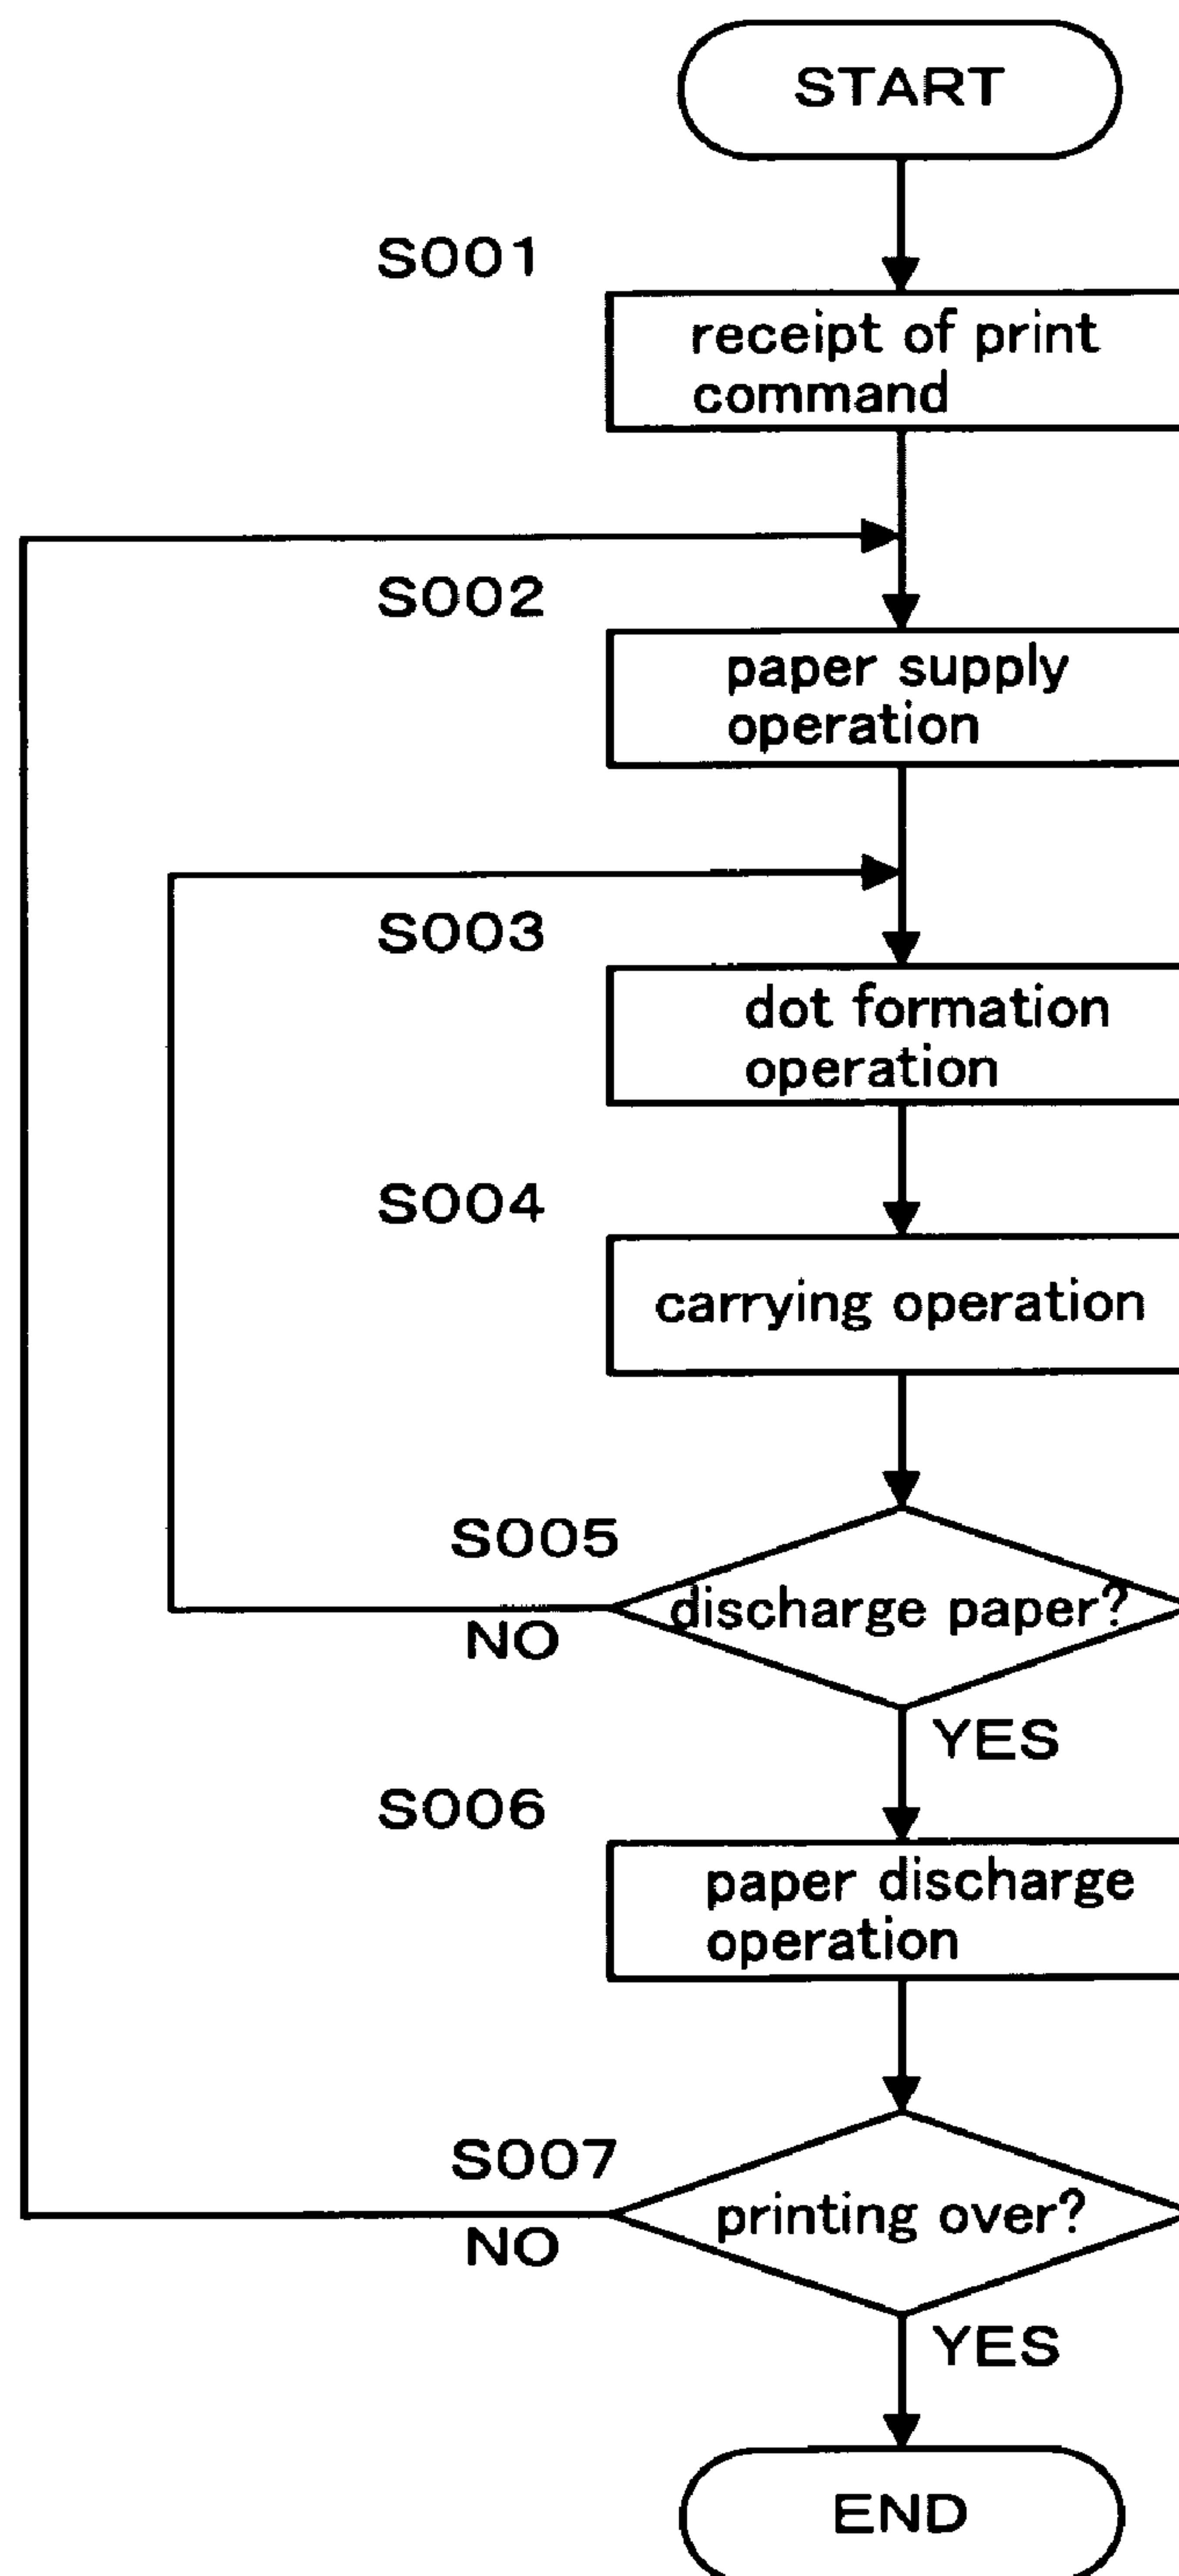 START
S001
receipt of print
command
S002
paper supply
operation
S003
dot formation
operation
S004
carrying operation
S005
discharge paper?
NO
YES
S006
paper discharge
operation
S007
printing over?
NO
YES
END